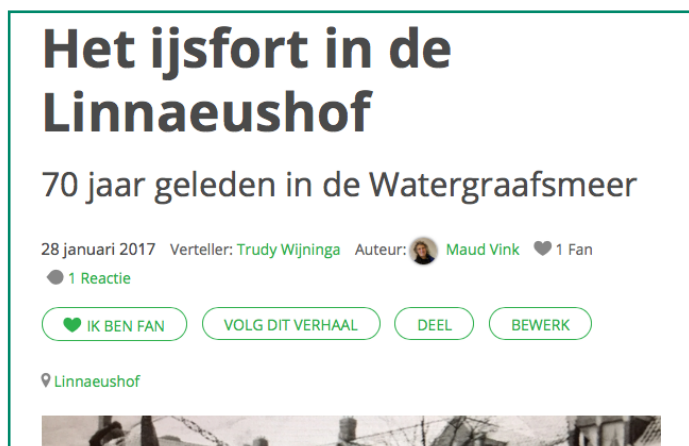 Het ijsfort in de
Linnaeushof
70 jaar geleden in de Watergraafsmeer
28 januari 2017 Verteller: Trudy Wijninga Auteur: Maud Vink 1 Fan
1 Reactie
IK BEN FAN VOLG DIT VERHAAL DEEL BEWERK
Linnaeushof